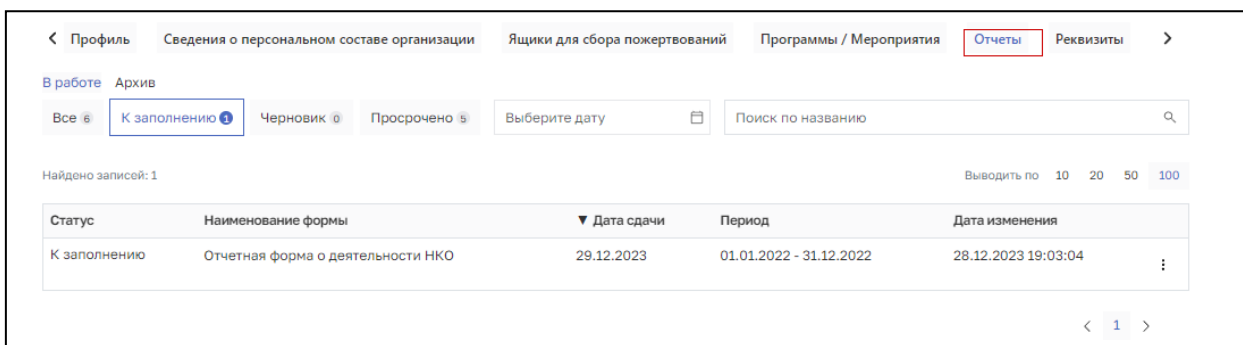 Профиль Сведения о персональном составе организации Ящики для сбора пожертвований Программы / Мероприятия Отчеты Реквизиты
В работе Архив
Все 6 К заполнению 1 Черновик 0 Просрочено 5 Выберите дату Поиск по названию
Найдено записей: 1 Выводить по 10 20 50 100
Статус Наименование формы ▼ Дата сдачи Период Дата изменения
К заполнению Отчетная форма о деятельности НКО 29.12.2023 01.01.2022 - 31.12.2022 28.12.2023 19:03:04
1